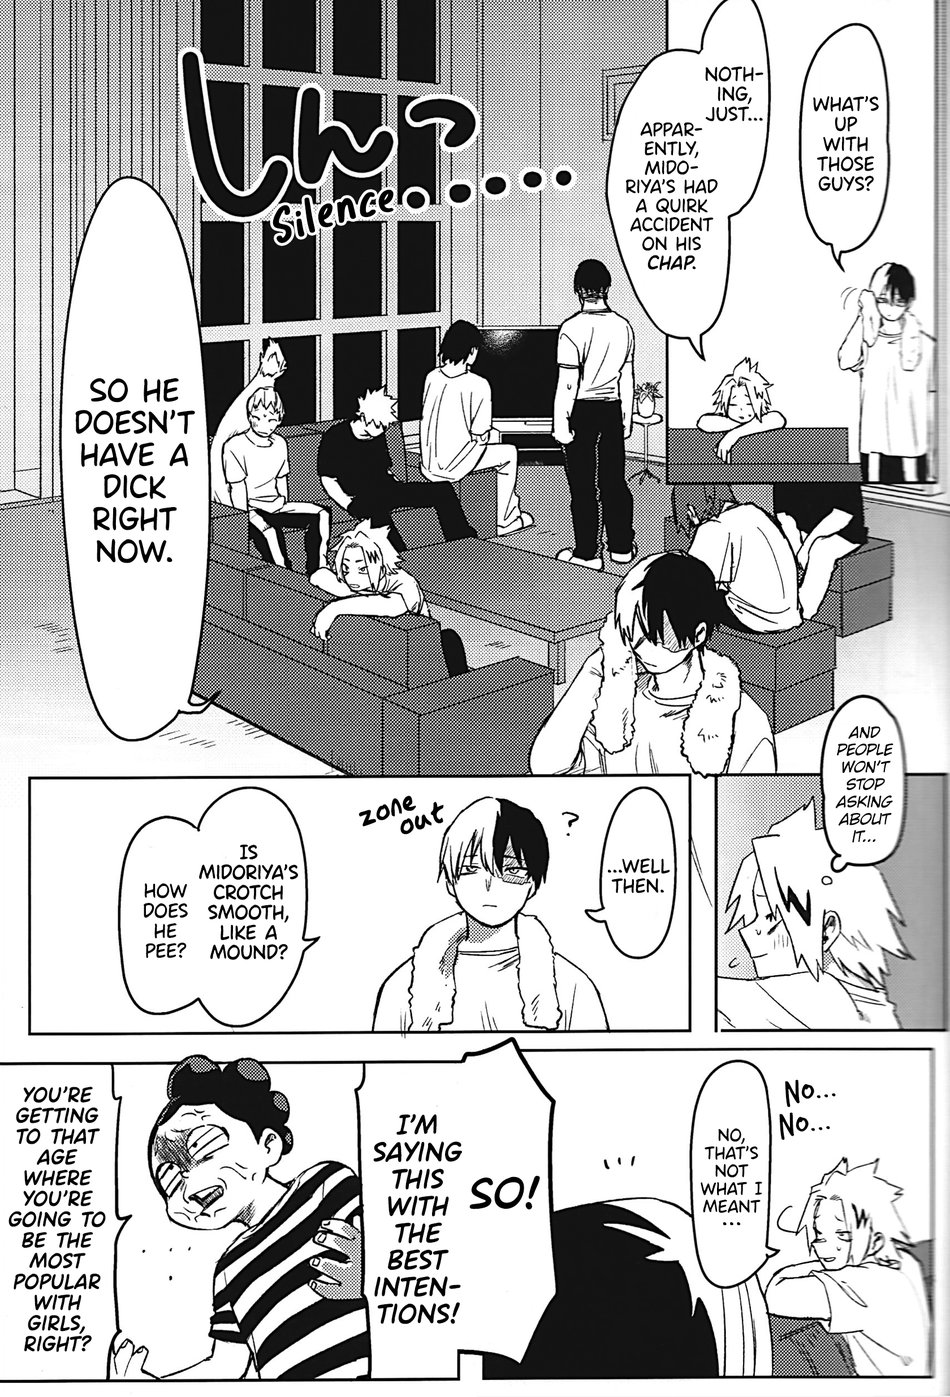 WHAT'S
UP
WITH
THOSE
GUYS?
NOTH-
ING,
JUST...
APPAR-
ENTLY,
MIDO-
RIYA'S HAD
A QUIRK
ACCIDENT
ON HIS
CHAP.
しんっ
Silence......
SO HE
DOESN'T
HAVE A
DICK
RIGHT
NOW.
AND
PEOPLE
WON'T
STOP
ASKING
ABOUT
IT...
...WELL
THEN.
?
zone
out
IS
MIDORIYA'S
CROTCH
SMOOTH,
LIKE A
MOUND?
HOW
DOES
HE
PEE?
No...
No...
NO,
THAT'S
NOT
WHAT I
MEANT
...
SO!
I'M
SAYING
THIS
WITH
THE
BEST
INTEN-
TIONS!
YOU'RE
GETTING
TO THAT
AGE
WHERE
YOU'RE
GOING TO
BE THE
MOST
POPULAR
WITH
GIRLS,
RIGHT?